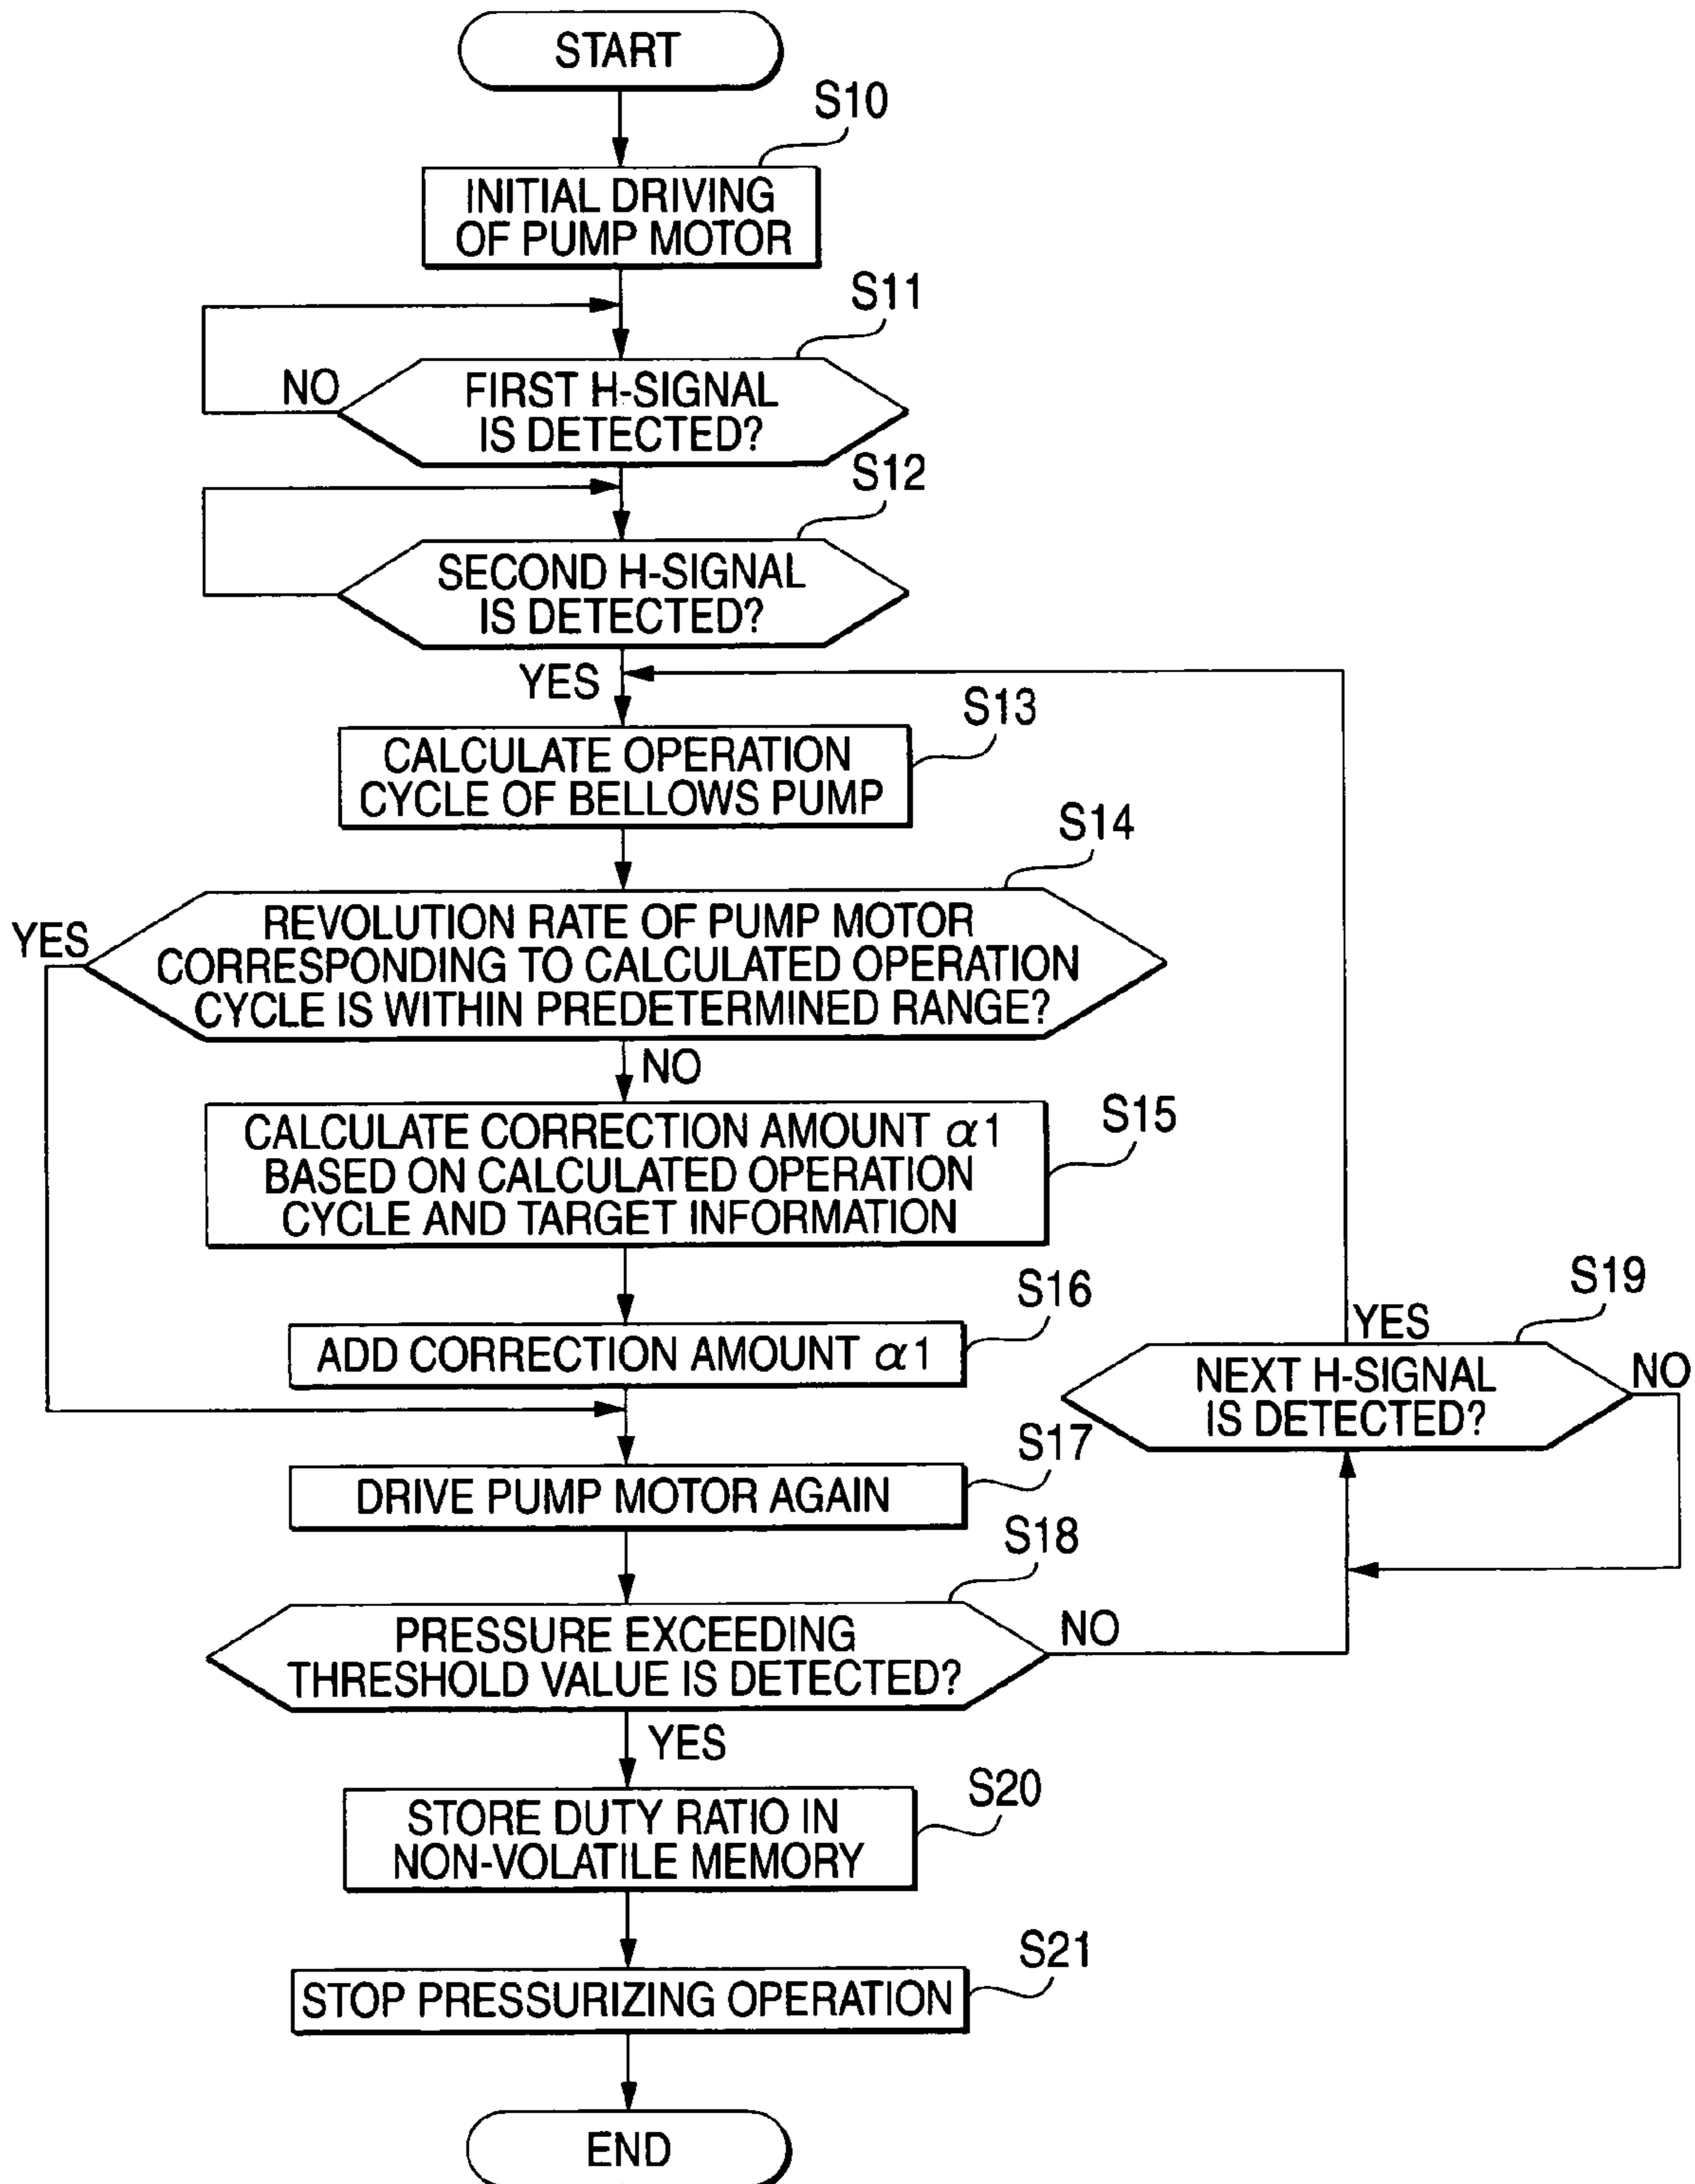 START
S10
INITIAL DRIVING
OF PUMP MOTOR
S11
NO
FIRST H-SIGNAL
IS DETECTED?
S12
SECOND H-SIGNAL
IS DETECTED?
YES
S13
CALCULATE OPERATION
CYCLE OF BELLOWS PUMP
S14
YES
REVOLUTION RATE OF PUMP MOTOR
CORRESPONDING TO CALCULATED OPERATION
CYCLE IS WITHIN PREDETERMINED RANGE?
NO
S15
CALCULATE CORRECTION AMOUNT α1
BASED ON CALCULATED OPERATION
CYCLE AND TARGET INFORMATION
S16
ADD CORRECTION AMOUNT α1
S19
YES
NEXT H-SIGNAL
IS DETECTED?
NO
S17
DRIVE PUMP MOTOR AGAIN
S18
PRESSURE EXCEEDING
THRESHOLD VALUE IS DETECTED?
NO
YES
S20
STORE DUTY RATIO IN
NON-VOLATILE MEMORY
S21
STOP PRESSURIZING OPERATION
END